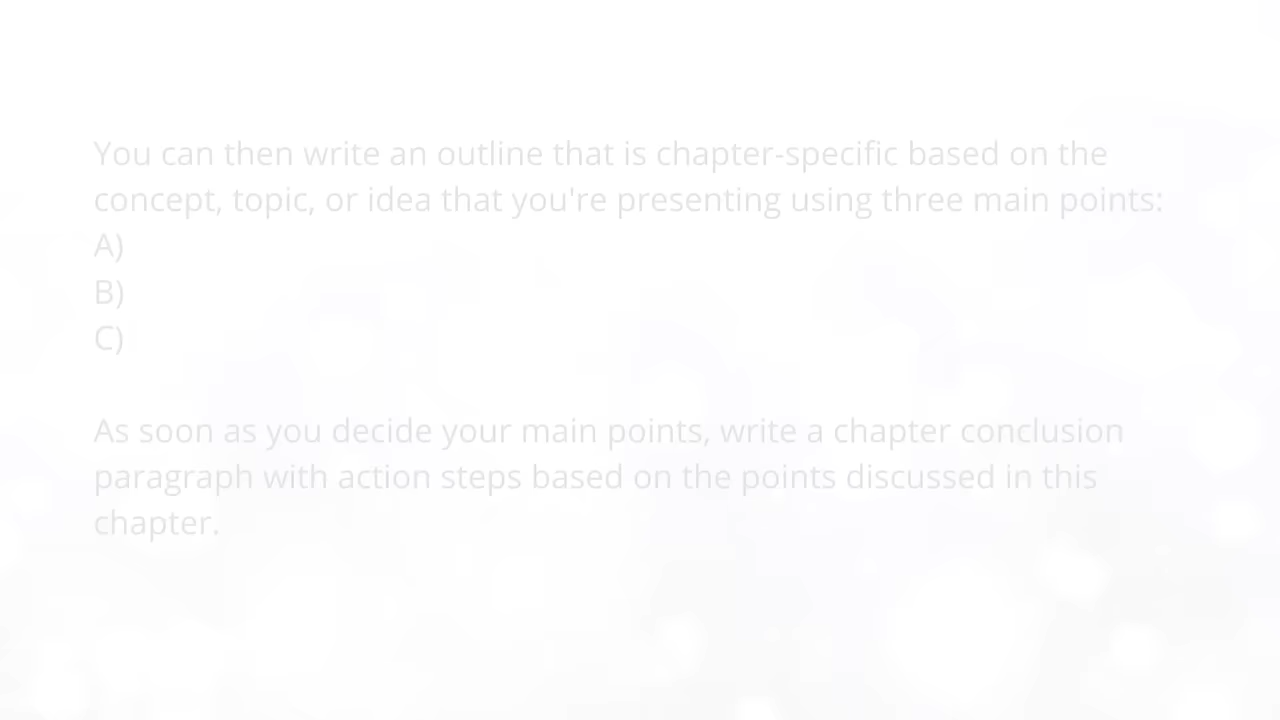 You can then write an outline that is chapter-specific based on the
concept, topic, or idea that you're presenting using three main points:
A)
B)
C)
As soon as you decide your main points, write a chapter conclusion
paragraph with action steps based on the points discussed in this
chapter.